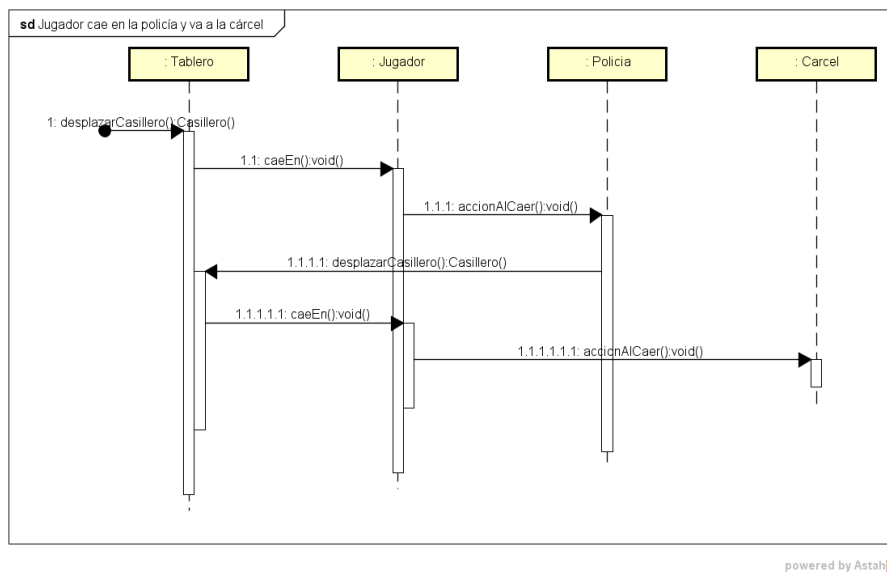 sd Jugador cae en la policía y va a la cárcel
: Tablero
: Jugador
: Policia
: Carcel
1: desplazarCasillero():Casillero()
1.1: caeEn():void()
1.1.1: accionAlCaer():void()
1.1.1.1: desplazarCasillero():Casillero()
1.1.1.1.1: caeEn():void()
1.1.1.1.1.1: accionAlCaer():void()
powered by Astah